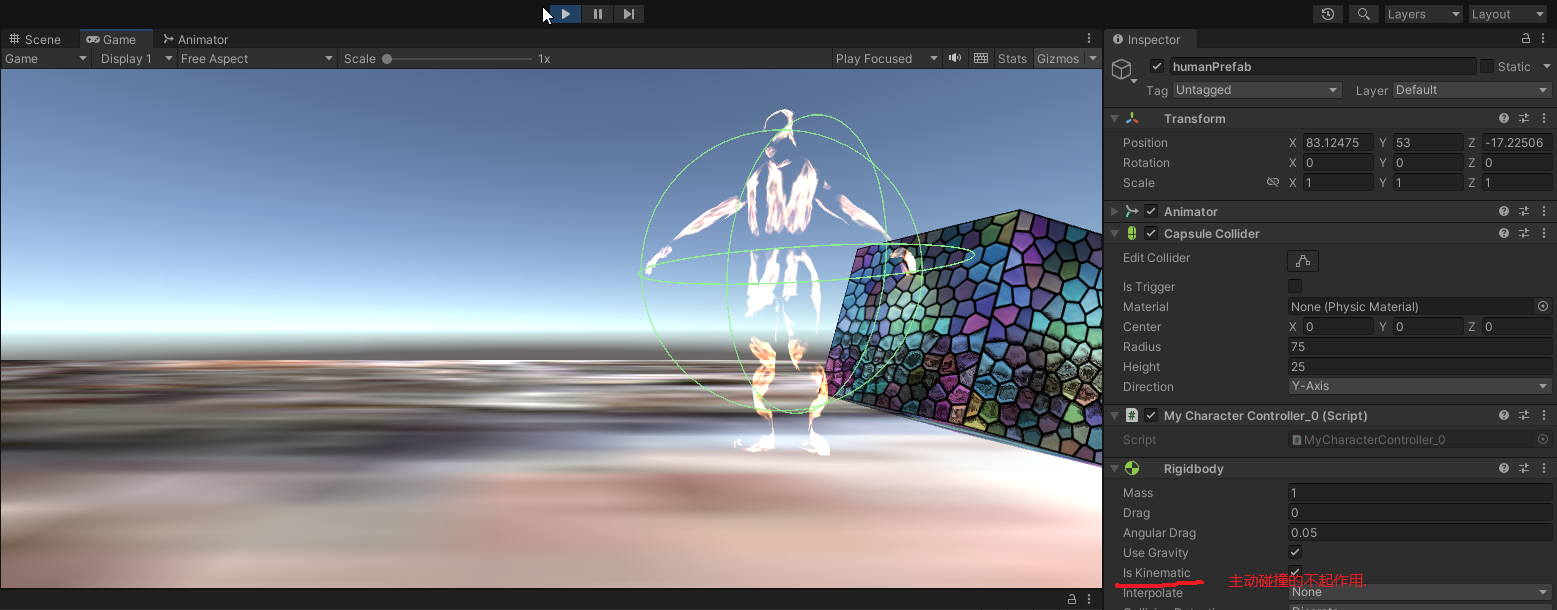 Layers
Layout
Scene
Game
Animator
Game
Display 1
Free Aspect
Scale
1x
Play Focused
Stats
Gizmos
Inspector
humanPrefab
Static
Tag
Untagged
Layer
Default
Transform
Position X 83.12475 Y 53 Z -17.22506
Rotation X 0 Y 0 Z 0
Scale X 1 Y 1 Z 1
Animator
Capsule Collider
Edit Collider
Is Trigger
Material None (Physic Material)
Center X 0 Y 0 Z 0
Radius 75
Height 25
Direction Y-Axis
# My Character Controller_0 (Script)
Script # MyCharacterController_0
Rigidbody
Mass 1
Drag 0
Angular Drag 0.05
Use Gravity
Is Kinematic 主动碰撞的不起作用.
Interpolate None